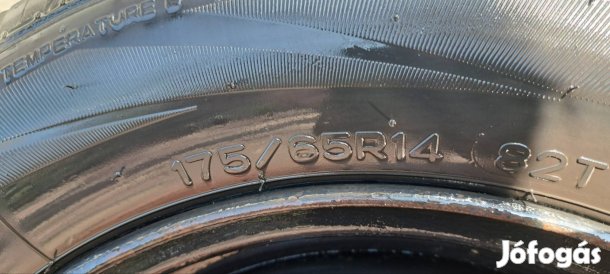 TEMPERATURE
175/65R14 82T
Jófogás